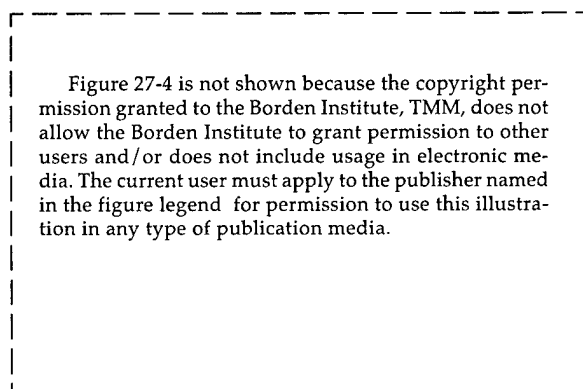 Figure 27-4 is not shown because the copyright per-
mission granted to the Borden Institute, TMM, does not
allow the Borden Institute to grant permission to other
users and/or does not include usage in electronic me-
dia. The current user must apply to the publisher named
in the figure legend for permission to use this illustra-
tion in any type of publication media.